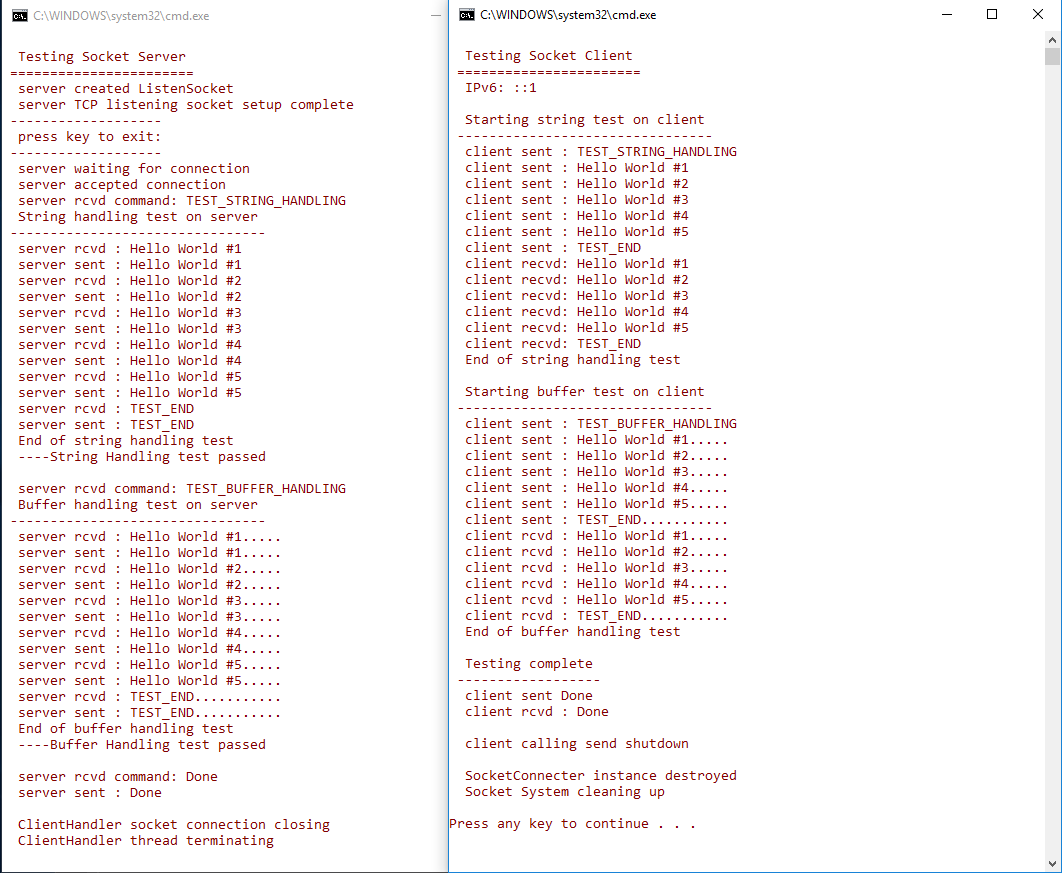 C:\WINDOWS\system32\cmd.exe
Testing Socket Server
=======================
server created ListenSocket
server TCP listening socket setup complete
-------------------
press key to exit:
-------------------
server waiting for connection
server accepted connection
server rcvd command: TEST_STRING_HANDLING
String handling test on server
--------------------------------
server rcvd : Hello World #1
server sent : Hello World #1
server rcvd : Hello World #2
server sent : Hello World #2
server rcvd : Hello World #3
server sent : Hello World #3
server rcvd : Hello World #4
server sent : Hello World #4
server rcvd : Hello World #5
server sent : Hello World #5
server rcvd : TEST_END
server sent : TEST_END
End of string handling test
----String Handling test passed
server rcvd command: TEST_BUFFER_HANDLING
Buffer handling test on server
--------------------------------
server rcvd : Hello World #1.....
server sent : Hello World #1.....
server rcvd : Hello World #2.....
server sent : Hello World #2.....
server rcvd : Hello World #3.....
server sent : Hello World #3.....
server rcvd : Hello World #4.....
server sent : Hello World #4.....
server rcvd : Hello World #5.....
server sent : Hello World #5.....
server rcvd : TEST_END...........
server sent : TEST_END...........
End of buffer handling test
----Buffer Handling test passed
server rcvd command: Done
server sent : Done
ClientHandler socket connection closing
ClientHandler thread terminating
C:\WINDOWS\system32\cmd.exe
Testing Socket Client
=======================
IPv6: ::1
Starting string test on client
--------------------------------
client sent : TEST_STRING_HANDLING
client sent : Hello World #1
client sent : Hello World #2
client sent : Hello World #3
client sent : Hello World #4
client sent : Hello World #5
client sent : TEST_END
client recvd: Hello World #1
client recvd: Hello World #2
client recvd: Hello World #3
client recvd: Hello World #4
client recvd: Hello World #5
client recvd: TEST_END
End of string handling test
Starting buffer test on client
--------------------------------
client sent : TEST_BUFFER_HANDLING
client sent : Hello World #1.....
client sent : Hello World #2.....
client sent : Hello World #3.....
client sent : Hello World #4.....
client sent : Hello World #5.....
client sent : TEST_END...........
client rcvd : Hello World #1.....
client rcvd : Hello World #2.....
client rcvd : Hello World #3.....
client rcvd : Hello World #4.....
client rcvd : Hello World #5.....
client rcvd : TEST_END...........
End of buffer handling test
Testing complete
------------------
client sent Done
client rcvd : Done
client calling send shutdown
SocketConnecter instance destroyed
Socket System cleaning up
Press any key to continue . . .